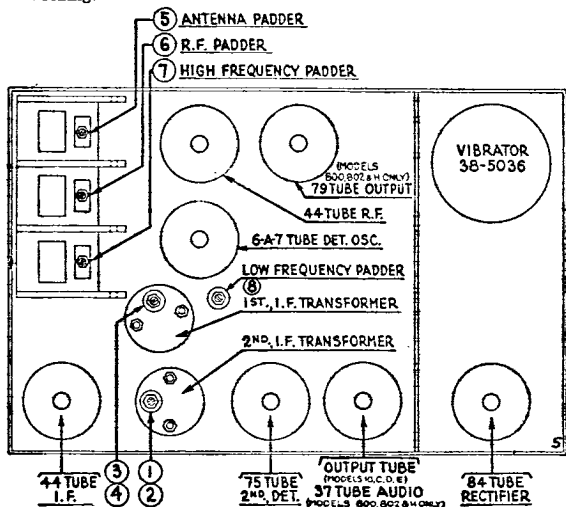 ⑤ ANTENNA PADDER
⑥ R.F. PADDER
⑦ HIGH FREQUENCY PADDER
VIBRATOR
38-5036
(MODELS
800, 802 & H ONLY)
79 TUBE OUTPUT
44 TUBE R.F.
6-A-7 TUBE DET. OSC.
LOW FREQUENCY PADDER
⑧
1ST., I.F. TRANSFORMER
2ND, I.F. TRANSFORMER
5
44 TUBE
I.F.
③
④
①
②
75 TUBE
2ND, DET.
OUTPUT TUBE
(MODELS 10, C, D, E)
37 TUBE AUDIO
(MODELS 800, 802 & H ONLY)
84 TUBE
RECTIFIER